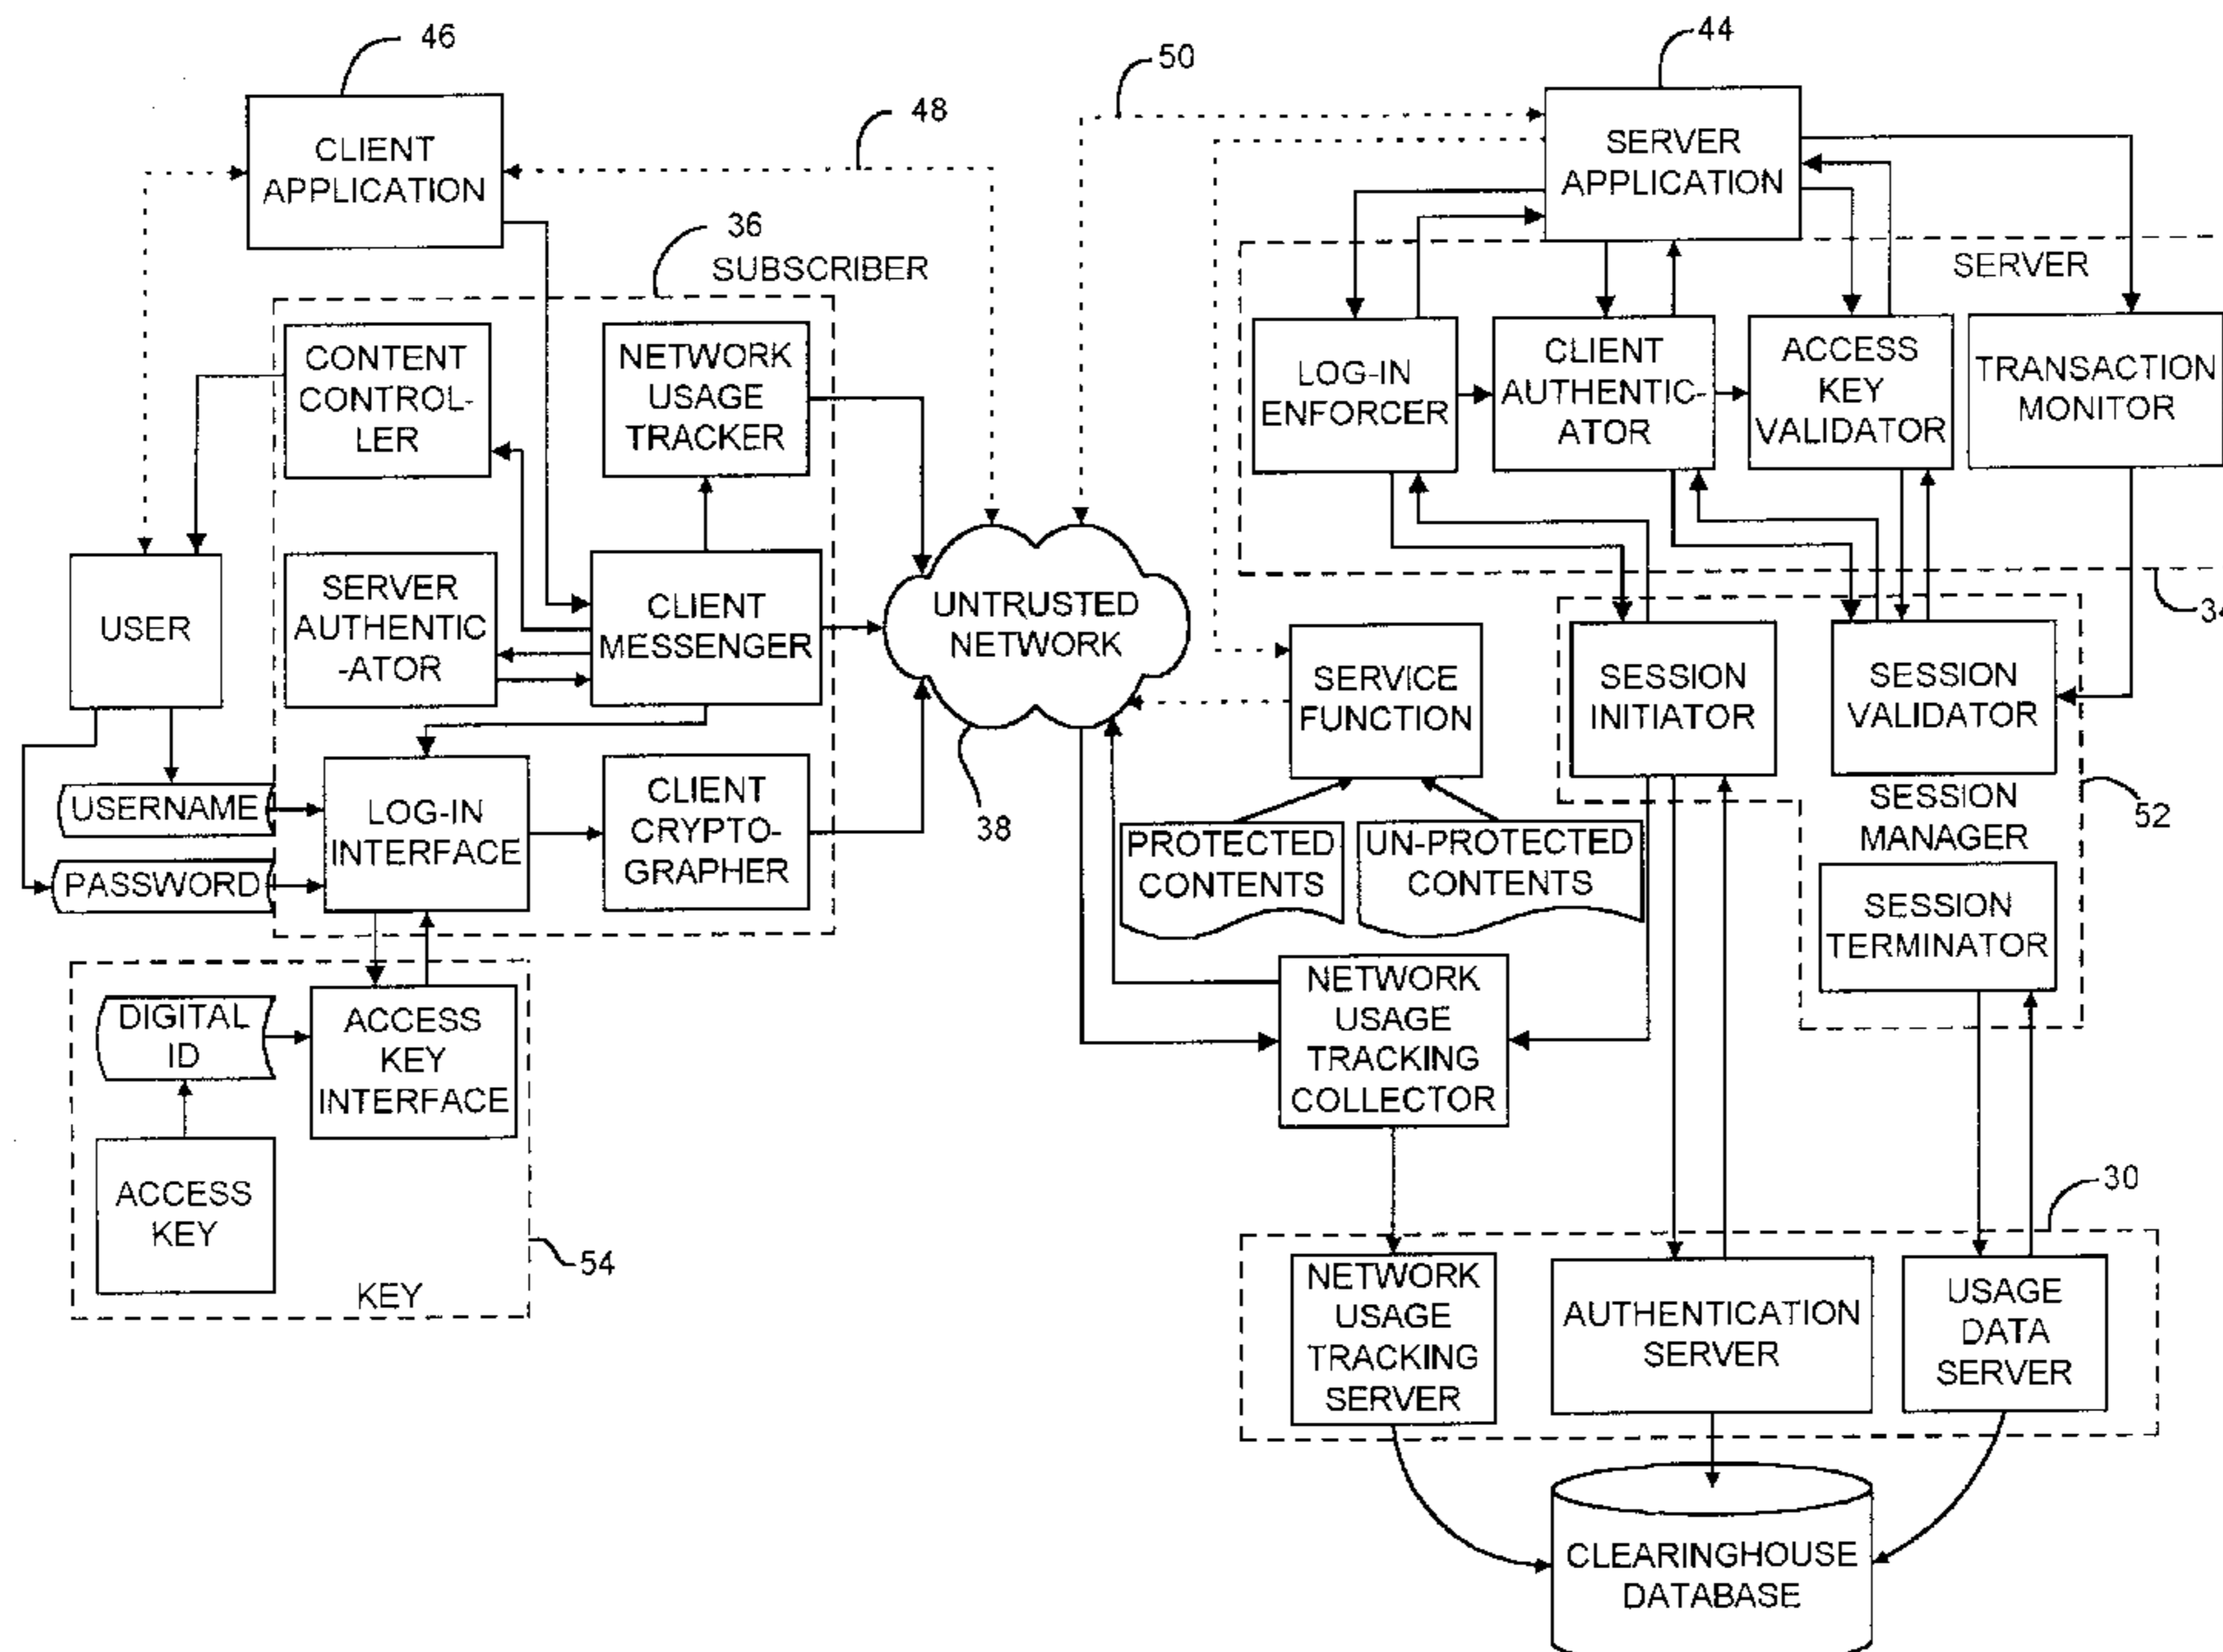 46
CLIENT
APPLICATION
48
50
44
SERVER
APPLICATION
36
SUBSCRIBER
SERVER
CONTENT
CONTROL-
LER
NETWORK
USAGE
TRACKER
LOG-IN
ENFORCER
CLIENT
AUTHENTIC-
ATOR
ACCESS
KEY
VALIDATOR
TRANSACTION
MONITOR
34
USER
SERVER
AUTHENTIC
-ATOR
CLIENT
MESSENGER
UNTRUSTED
NETWORK
38
SERVICE
FUNCTION
SESSION
INITIATOR
SESSION
VALIDATOR
SESSION
MANAGER
52
USERNAME
PASSWORD
LOG-IN
INTERFACE
CLIENT
CRYPTO-
GRAPHER
PROTECTED
CONTENTS
UN-PROTECTED
CONTENTS
SESSION
TERMINATOR
DIGITAL
ID
ACCESS
KEY
INTERFACE
NETWORK
USAGE
TRACKING
COLLECTOR
ACCESS
KEY
KEY
54
30
NETWORK
USAGE
TRACKING
SERVER
AUTHENTICATION
SERVER
USAGE
DATA
SERVER
CLEARINGHOUSE
DATABASE